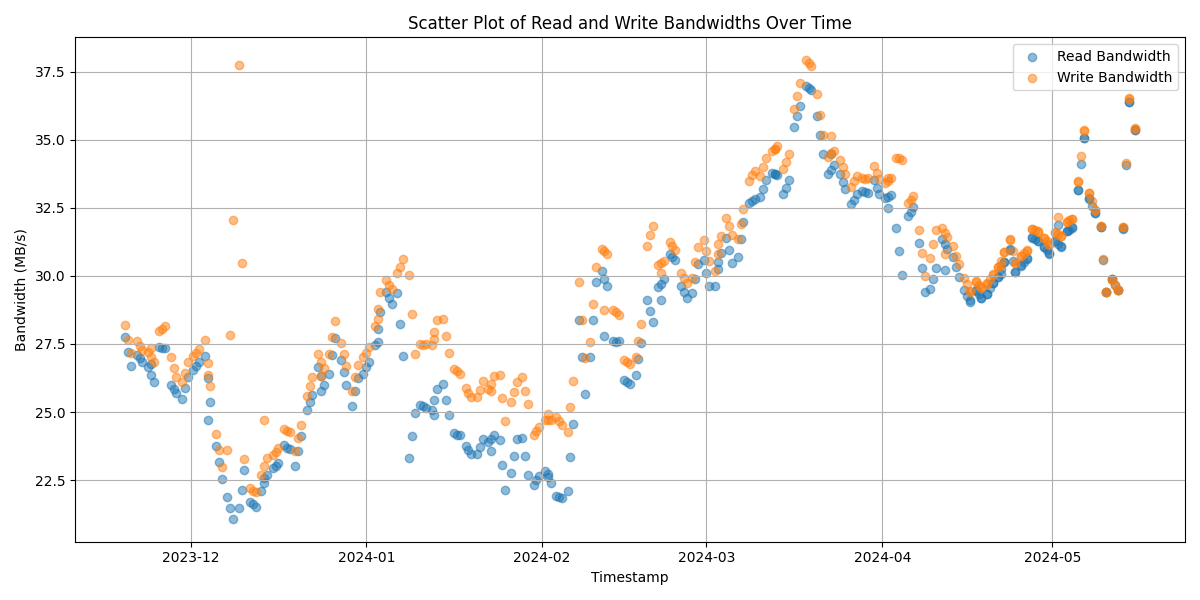 Scatter Plot of Read and Write Bandwidths Over Time
Read Bandwidth
Write Bandwidth
Bandwidth (MB/s)
37.5
35.0
32.5
30.0
27.5
25.0
22.5
2023-12
2024-01
2024-02
2024-03
2024-04
2024-05
Timestamp